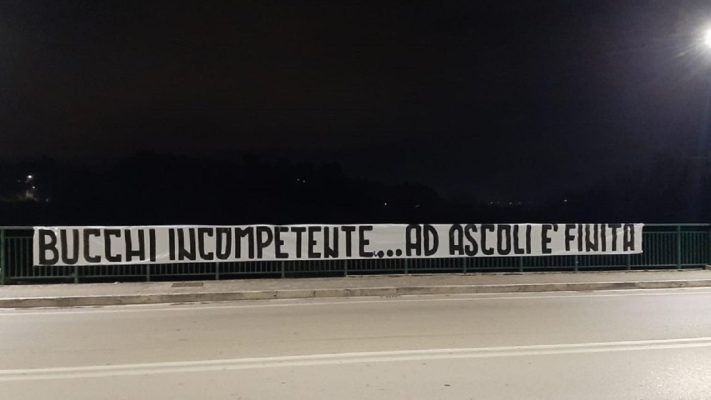 BUCCHI INCOMPETENTE....AD ASCOLI E' FINITA